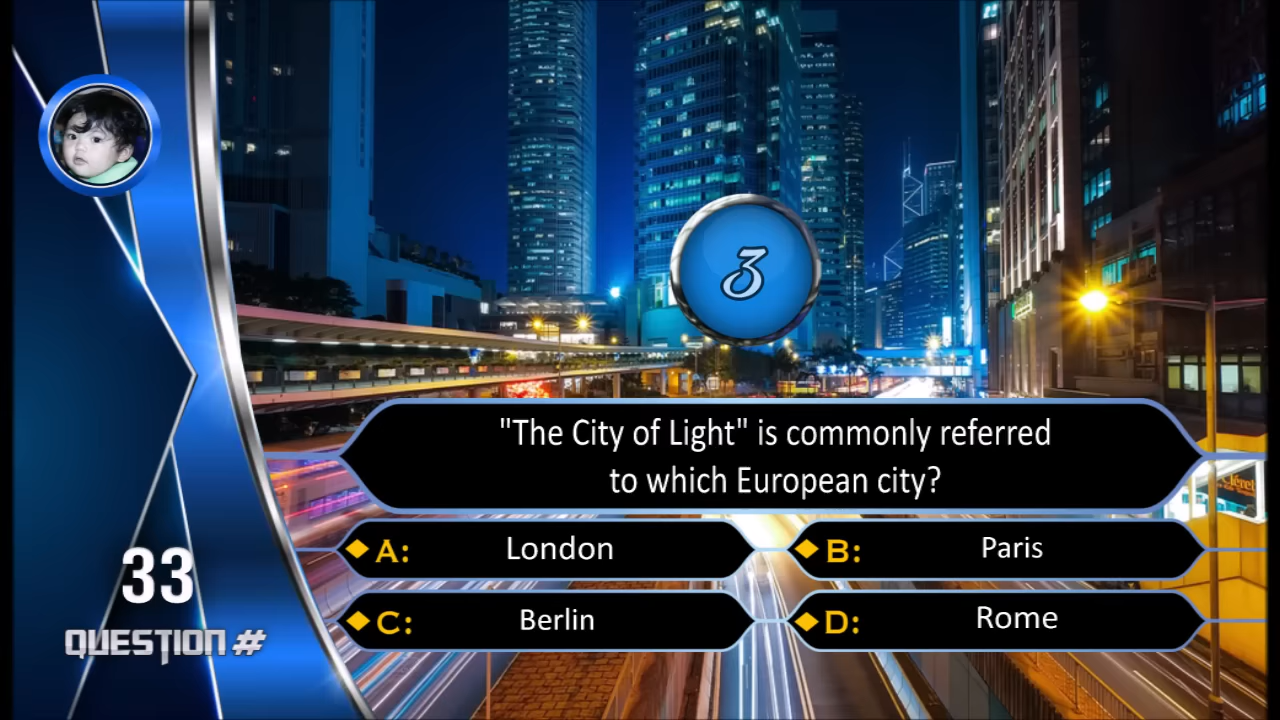 3
"The City of Light" is commonly referred
to which European city?
A: London
B: Paris
C: Berlin
D: Rome
33
QUESTION #